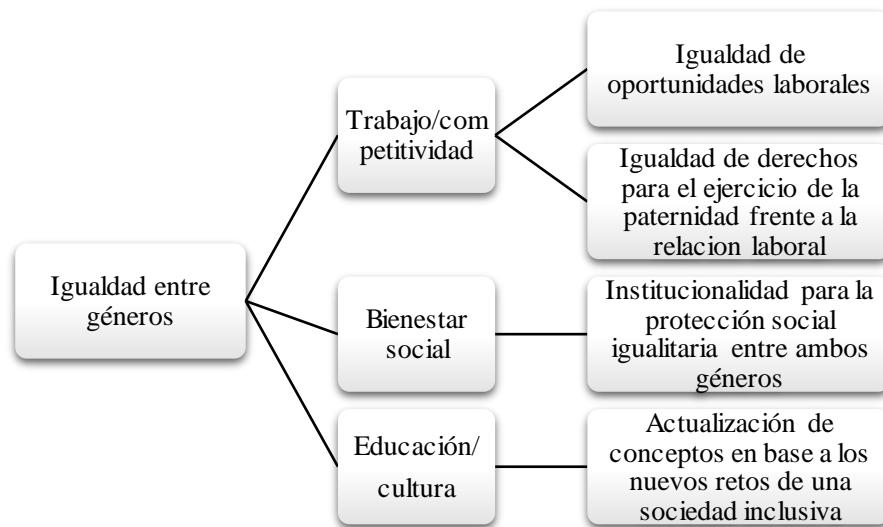 Igualdad entre
géneros
Trabajo/com
petitividad
Igualdad de
oportunidades laborales
Igualdad de derechos
para el ejercicio de la
paternidad frente a la
relacion laboral
Bienestar
social
Institucionalidad para la
protección social
igualitaria entre ambos
géneros
Educación/
cultura
Actualización de
conceptos en base a los
nuevos retos de una
sociedad inclusiva